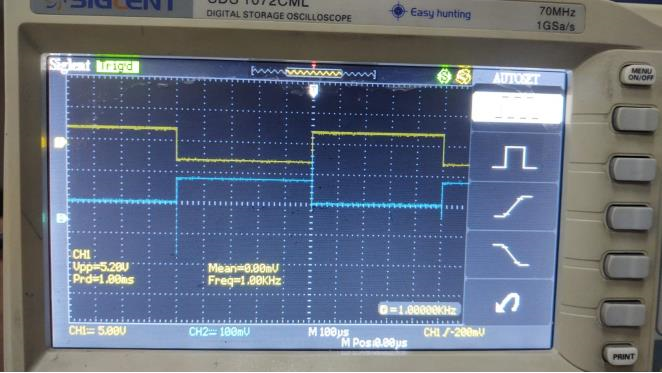 SIGLENT
SDS 1072CML
DIGITAL STORAGE OSCILLOSCOPE
Easy hunting
70MHz
1GSa/s
Siglent Trig'd
AUTOSET
MENU
ON/OFF
CH1
Vpp=5.20V
Mean=0.00mV
Prd=1.00ms
Freq=1.00KHz
=1.00000KHz
CH1 5.00V
CH2 100mV
M 100µs
CH1 -200mV
M Pos:0.00µs
PRINT